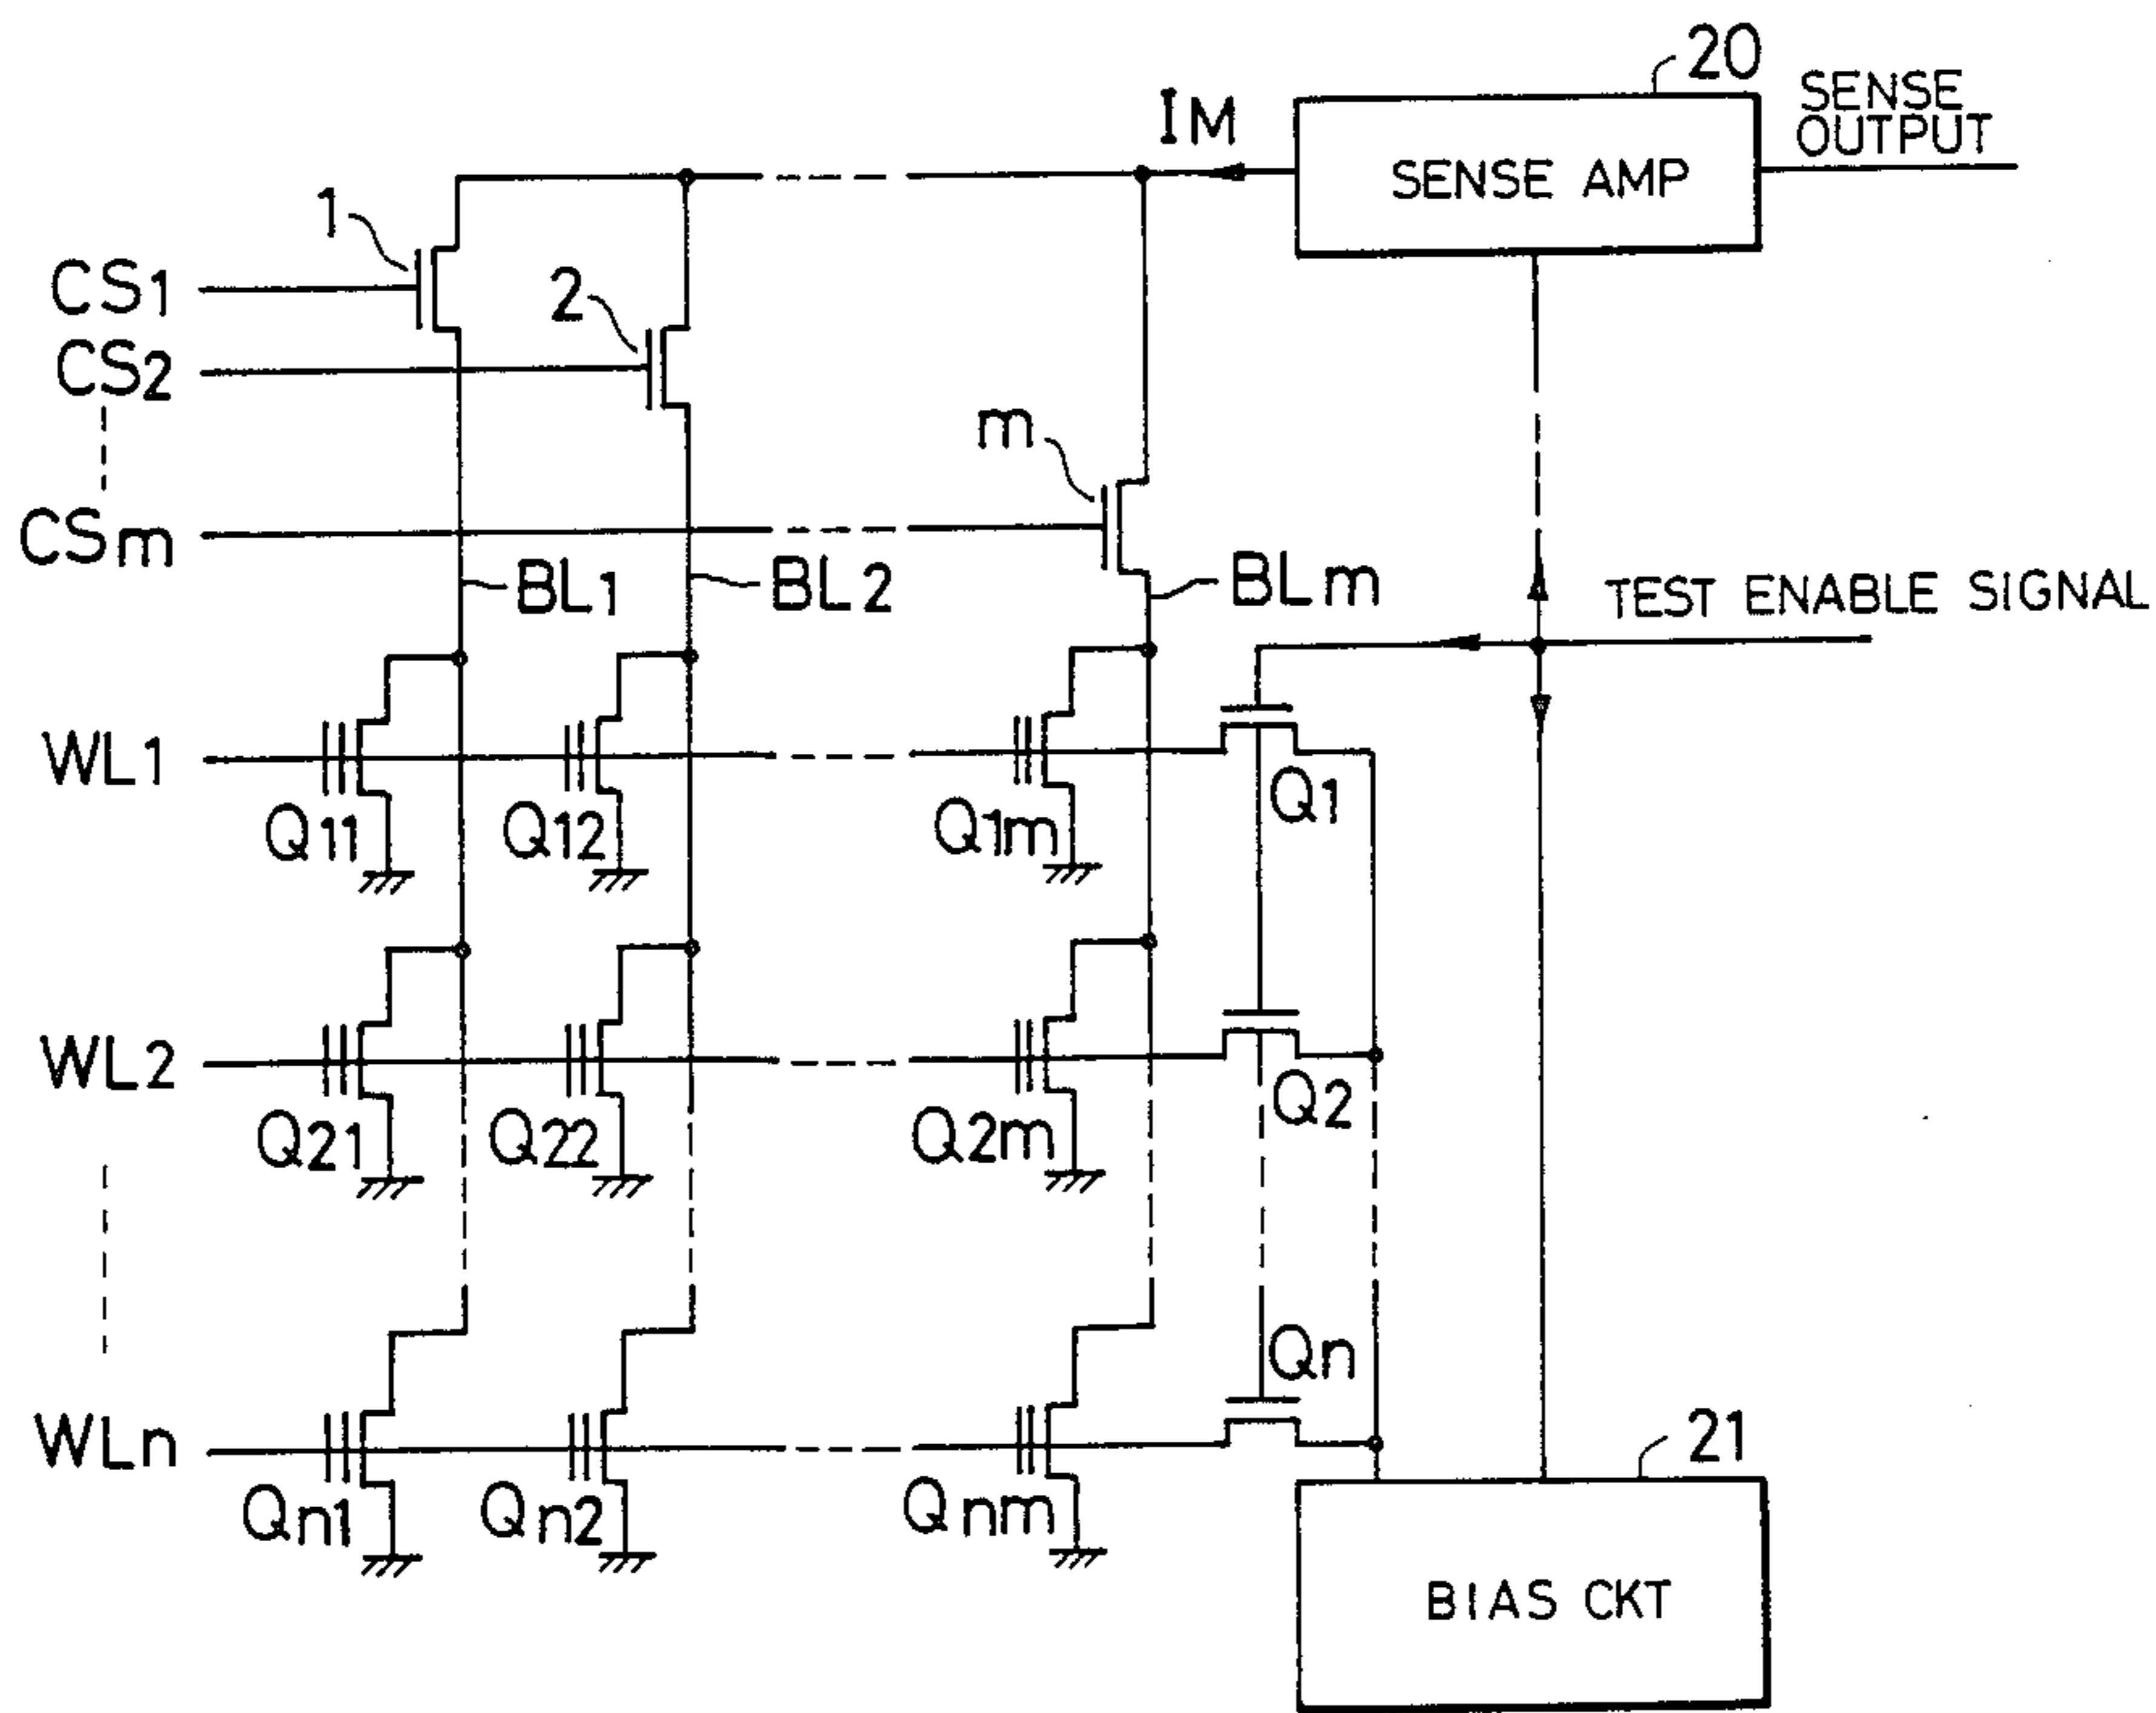 20
SENSE
OUTPUT
IM
SENSE AMP
1
CS1
2
CS2
m
CSm
BL1
BL2
BLm
TEST ENABLE SIGNAL
WL1
Q11
Q12
Q1m
Q1
WL2
Q21
Q22
Q2m
Q2
Qn
WLn
21
Qn1
Qn2
Qnm
BIAS CKT